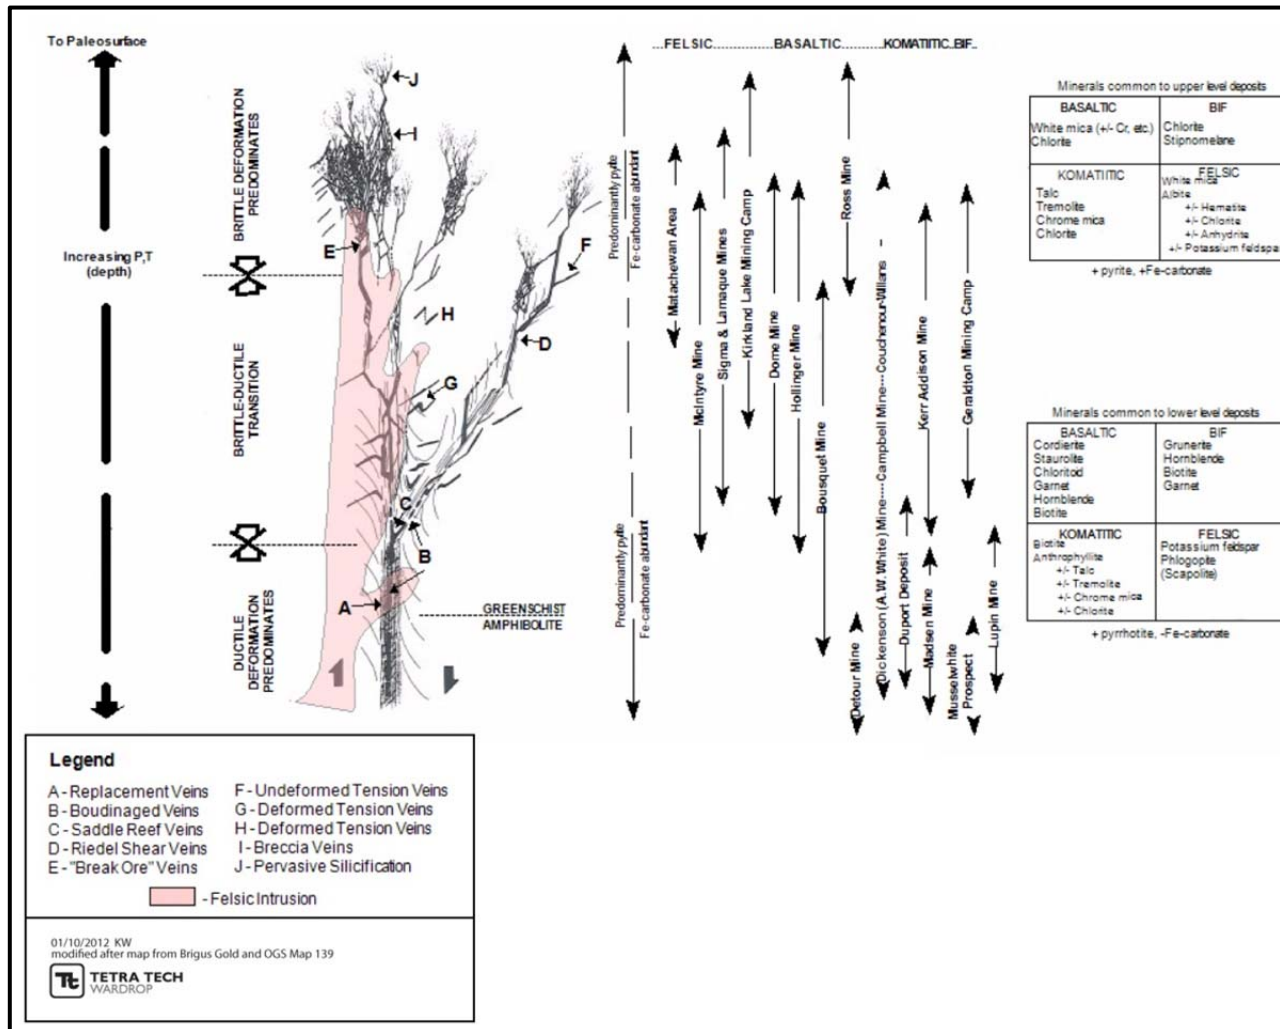 To Paleosurface
Increasing P,T
(depth)
BRITTLE DEFORMATION
PREDOMINATES
BRITTLE-DUCTILE
TRANSITION
DUCTILE
DEFORMATION
PREDOMINATES
J
I
E
F
H
D
G
C
B
A
GREENSCHIST
AMPHIBOLITE
Predominantly pyrite
Fe-carbonate abundant
Predominantly pyrite
Fe-carbonate abundant
...FELSIC............BASALTIC............KOMATIITIC..BIF...
Matachewan Area
McIntyre Mine
Sigma & Lamaque Mines
Kirkland Lake Mining Camp
Dome Mine
Hollinger Mine
Bousquet Mine
Ross Mine
Detour Mine
Dickenson (A.W. White) Mine---Campbell Mine---Couchenour-Willans -
Duport Deposit
Kerr Addison Mine
Madsen Mine
Musselwhite
Prospect
Geraldton Mining Camp
Lupin Mine
Minerals common to upper level deposits
BASALTIC
White mica (+/- Cr, etc.)
Chlorite
BIF
Chlorite
Stipnomelane
KOMATIITIC
Talc
Tremolite
Chrome mica
Chlorite
FELSIC
White mica
Albite
+/- Hematite
+/- Chlorite
+/- Anhydrite
+/- Potassium feldspa
+ pyrite, +Fe-carbonate
Minerals common to lower level deposits
BASALTIC
Cordierite
Staurolite
Chloritod
Garnet
Hornblende
Biotite
BIF
Grunerite
Hornblende
Biotite
Garnet
KOMATITIC
Biotite
Anthrophyllite
+/- Talc
+/- Tremolite
+/- Chrome mica
+/- Chlorite
FELSIC
Potassium feldspar
Phlogopite
(Scapolite)
+ pyrrhotite, -Fe-carbonate
Legend
A - Replacement Veins
B - Boudinaged Veins
C - Saddle Reef Veins
D - Riedel Shear Veins
E - "Break Ore" Veins
F - Undeformed Tension Veins
G - Deformed Tension Veins
H - Deformed Tension Veins
I - Breccia Veins
J - Pervasive Silicification
- Felsic Intrusion
01/10/2012 KW
modified after map from Brigus Gold and OGS Map 139
Tt TETRA TECH
WARDROP